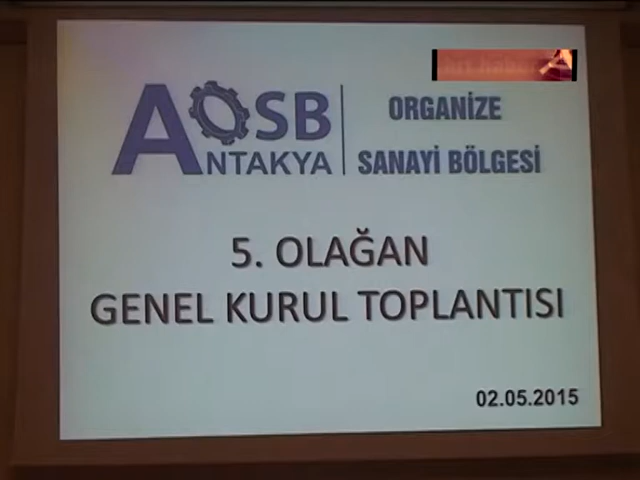 AOSB
ANTAKYA
ORGANİZE
SANAYİ BÖLGESİ
5. OLAĞAN
GENEL KURUL TOPLANTISI
02.05.2015